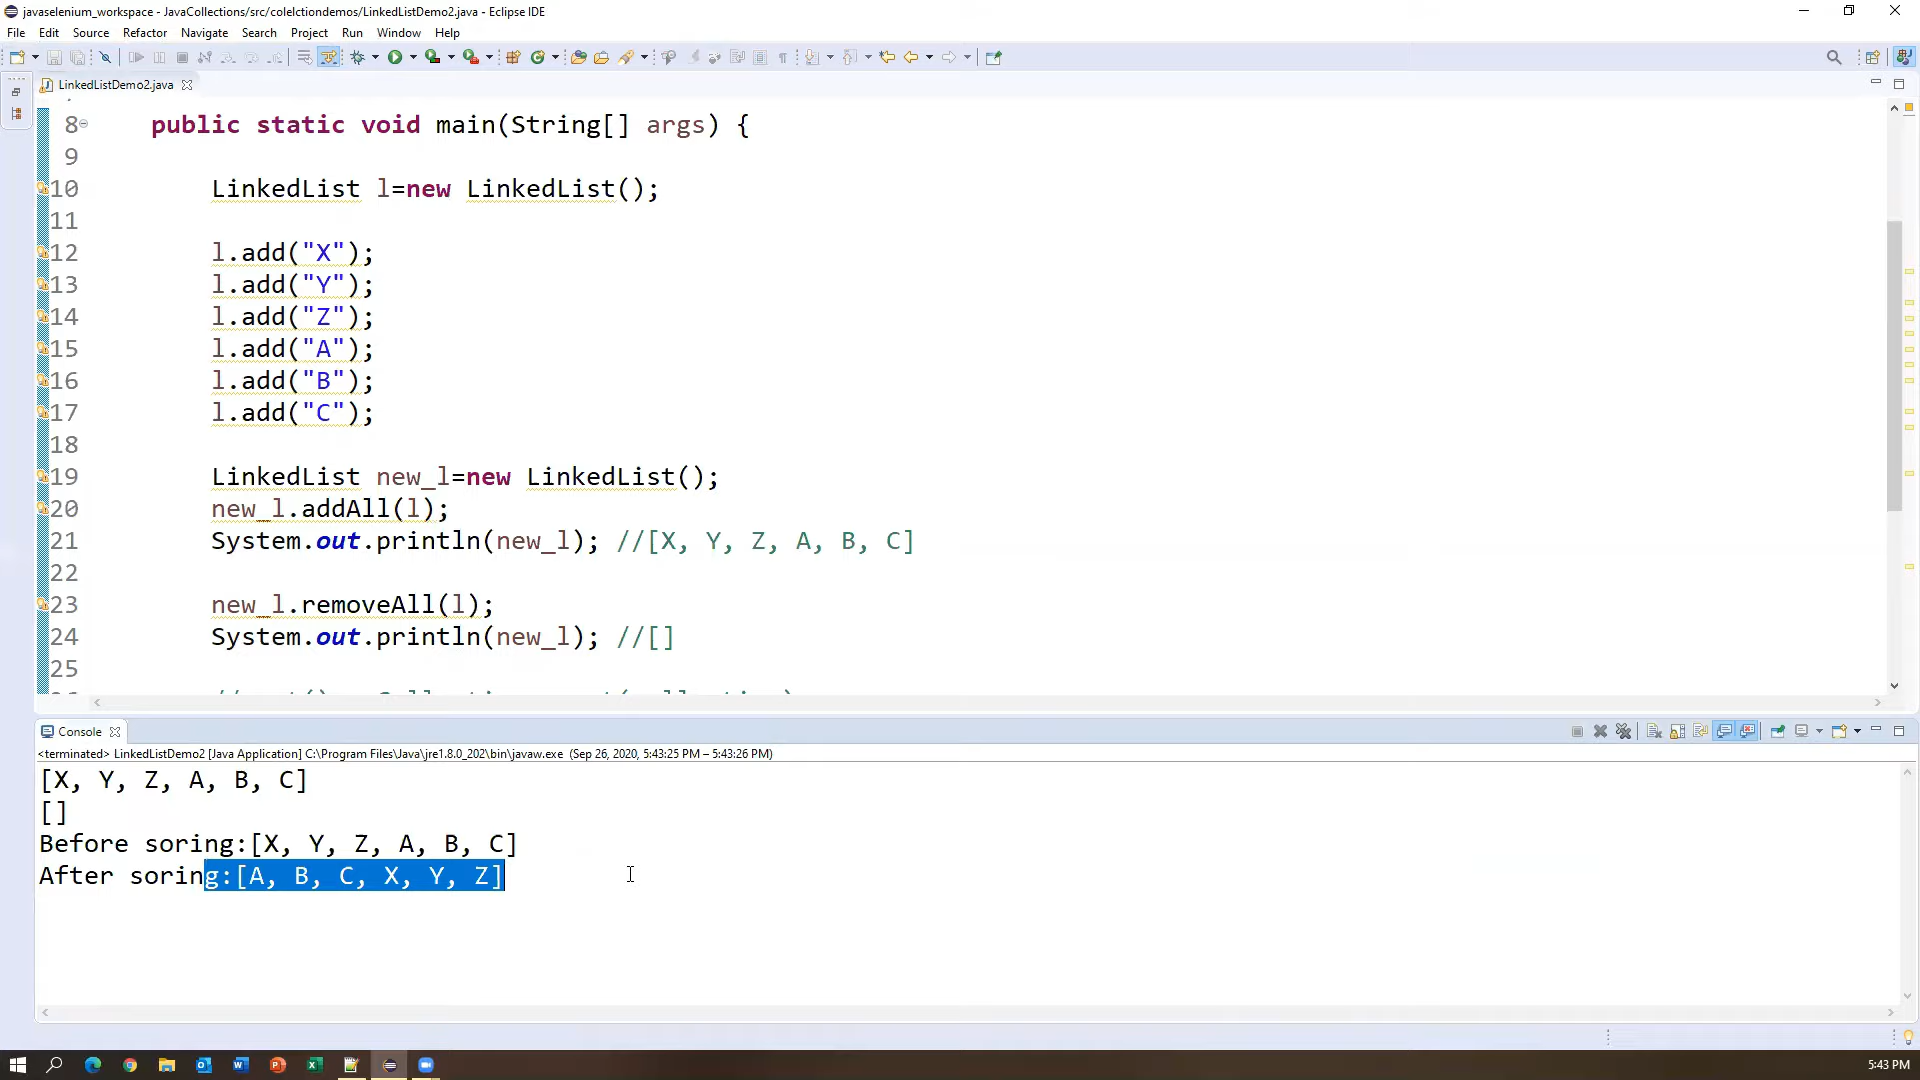 javaselenium_workspace - JavaCollections/src/colelctiondemos/LinkedListDemo2.java - Eclipse IDE
File Edit Source Refactor Navigate Search Project Run Window Help
LinkedListDemo2.java
8 public static void main(String[] args) {
9
10 LinkedList l=new LinkedList();
11
12 l.add("X");
13 l.add("Y");
14 l.add("Z");
15 l.add("A");
16 l.add("B");
17 l.add("C");
18
19 LinkedList new_l=new LinkedList();
20 new_l.addAll(l);
21 System.out.println(new_l); //[X, Y, Z, A, B, C]
22
23 new_l.removeAll(l);
24 System.out.println(new_l); //[]
25
Console
<terminated> LinkedListDemo2 [Java Application] C:\Program Files\Java\jre1.8.0_202\bin\javaw.exe (Sep 26, 2020, 5:43:25 PM – 5:43:26 PM)
[X, Y, Z, A, B, C]
[]
Before soring:[X, Y, Z, A, B, C]
After soring:[A, B, C, X, Y, Z]
5:43 PM